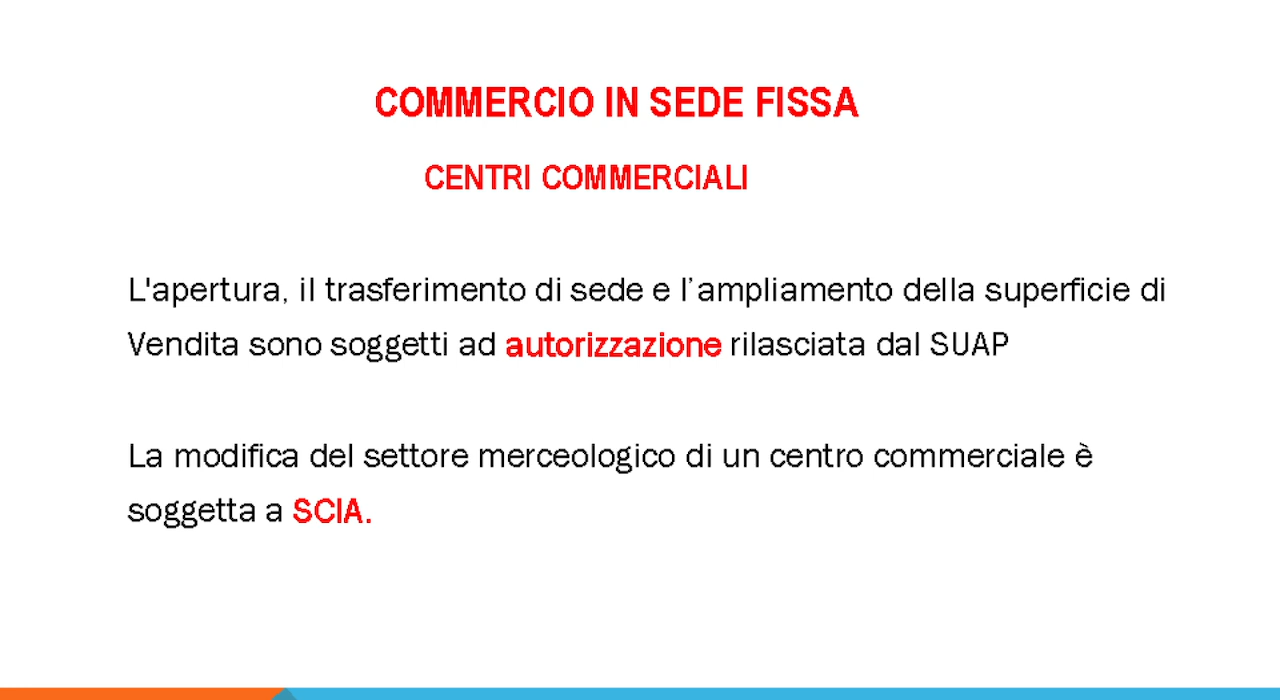 COMMERCIO IN SEDE FISSA
CENTRI COMMERCIALI
L'apertura, il trasferimento di sede e l’ampliamento della superficie di
Vendita sono soggetti ad autorizzazione rilasciata dal SUAP
La modifica del settore merceologico di un centro commerciale è
soggetta a SCIA.